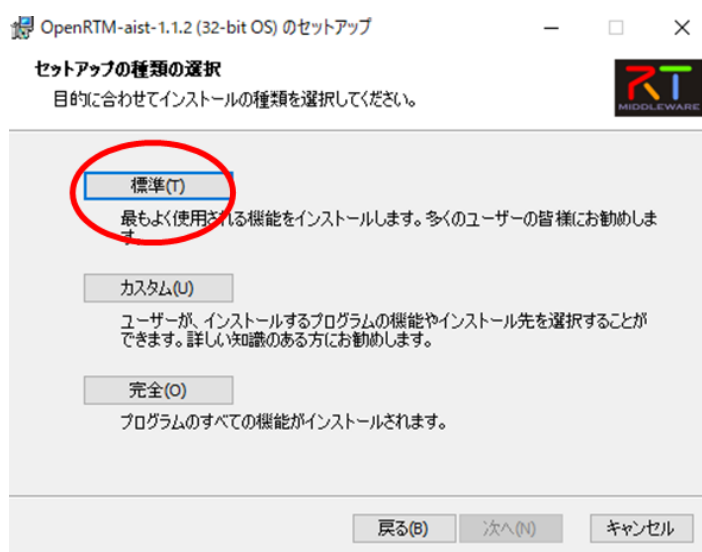 OpenRTM-aist-1.1.2 (32-bit OS) のセットアップ
セットアップの種類の選択
目的に合わせてインストールの種類を選択してください。
RT
MIDDLEWARE
標準(T)
最もよく使用される機能をインストールします。多くのユーザーの皆様にお勧めしま
す。
カスタム(U)
ユーザーが、インストールするプログラムの機能やインストール先を選択することが
できます。詳しい知識のある方にお勧めします。
完全(O)
プログラムのすべての機能がインストールされます。
戻る(B)
次へ(N)
キャンセル